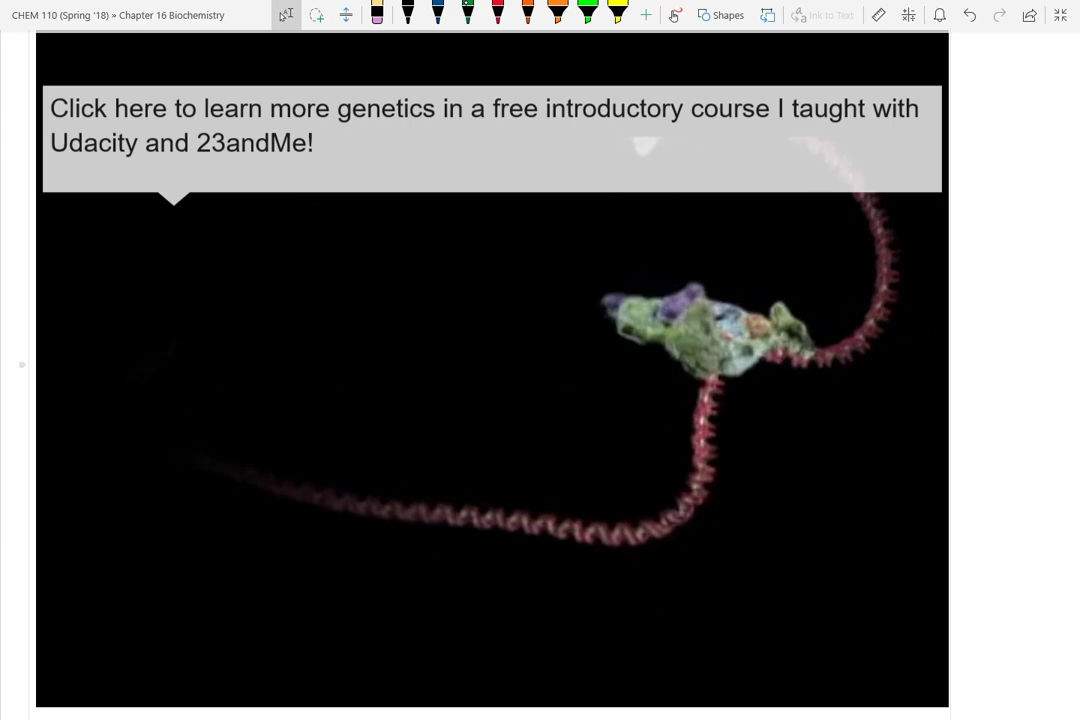 CHEM 110 (Spring '18) » Chapter 16 Biochemistry
Shapes
Ink to Text
Click here to learn more genetics in a free introductory course I taught with
Udacity and 23andMe!